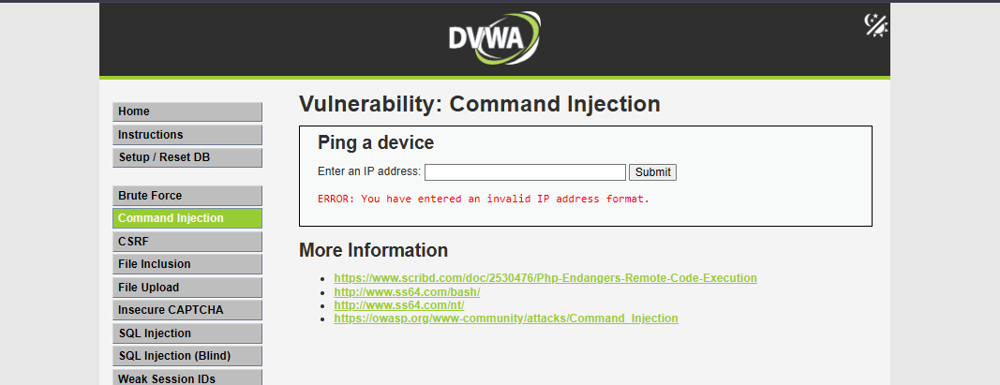 DVWA
Home
Instructions
Setup / Reset DB
Brute Force
Command Injection
CSRF
File Inclusion
File Upload
Insecure CAPTCHA
SQL Injection
SQL Injection (Blind)
Weak Session IDs
Vulnerability: Command Injection
Ping a device
Enter an IP address: Submit
ERROR: You have entered an invalid IP address format.
More Information
https://www.scribd.com/doc/2530476/Php-Endangers-Remote-Code-Execution
http://www.ss64.com/bash/
http://www.ss64.com/nt/
https://owasp.org/www-community/attacks/Command_Injection